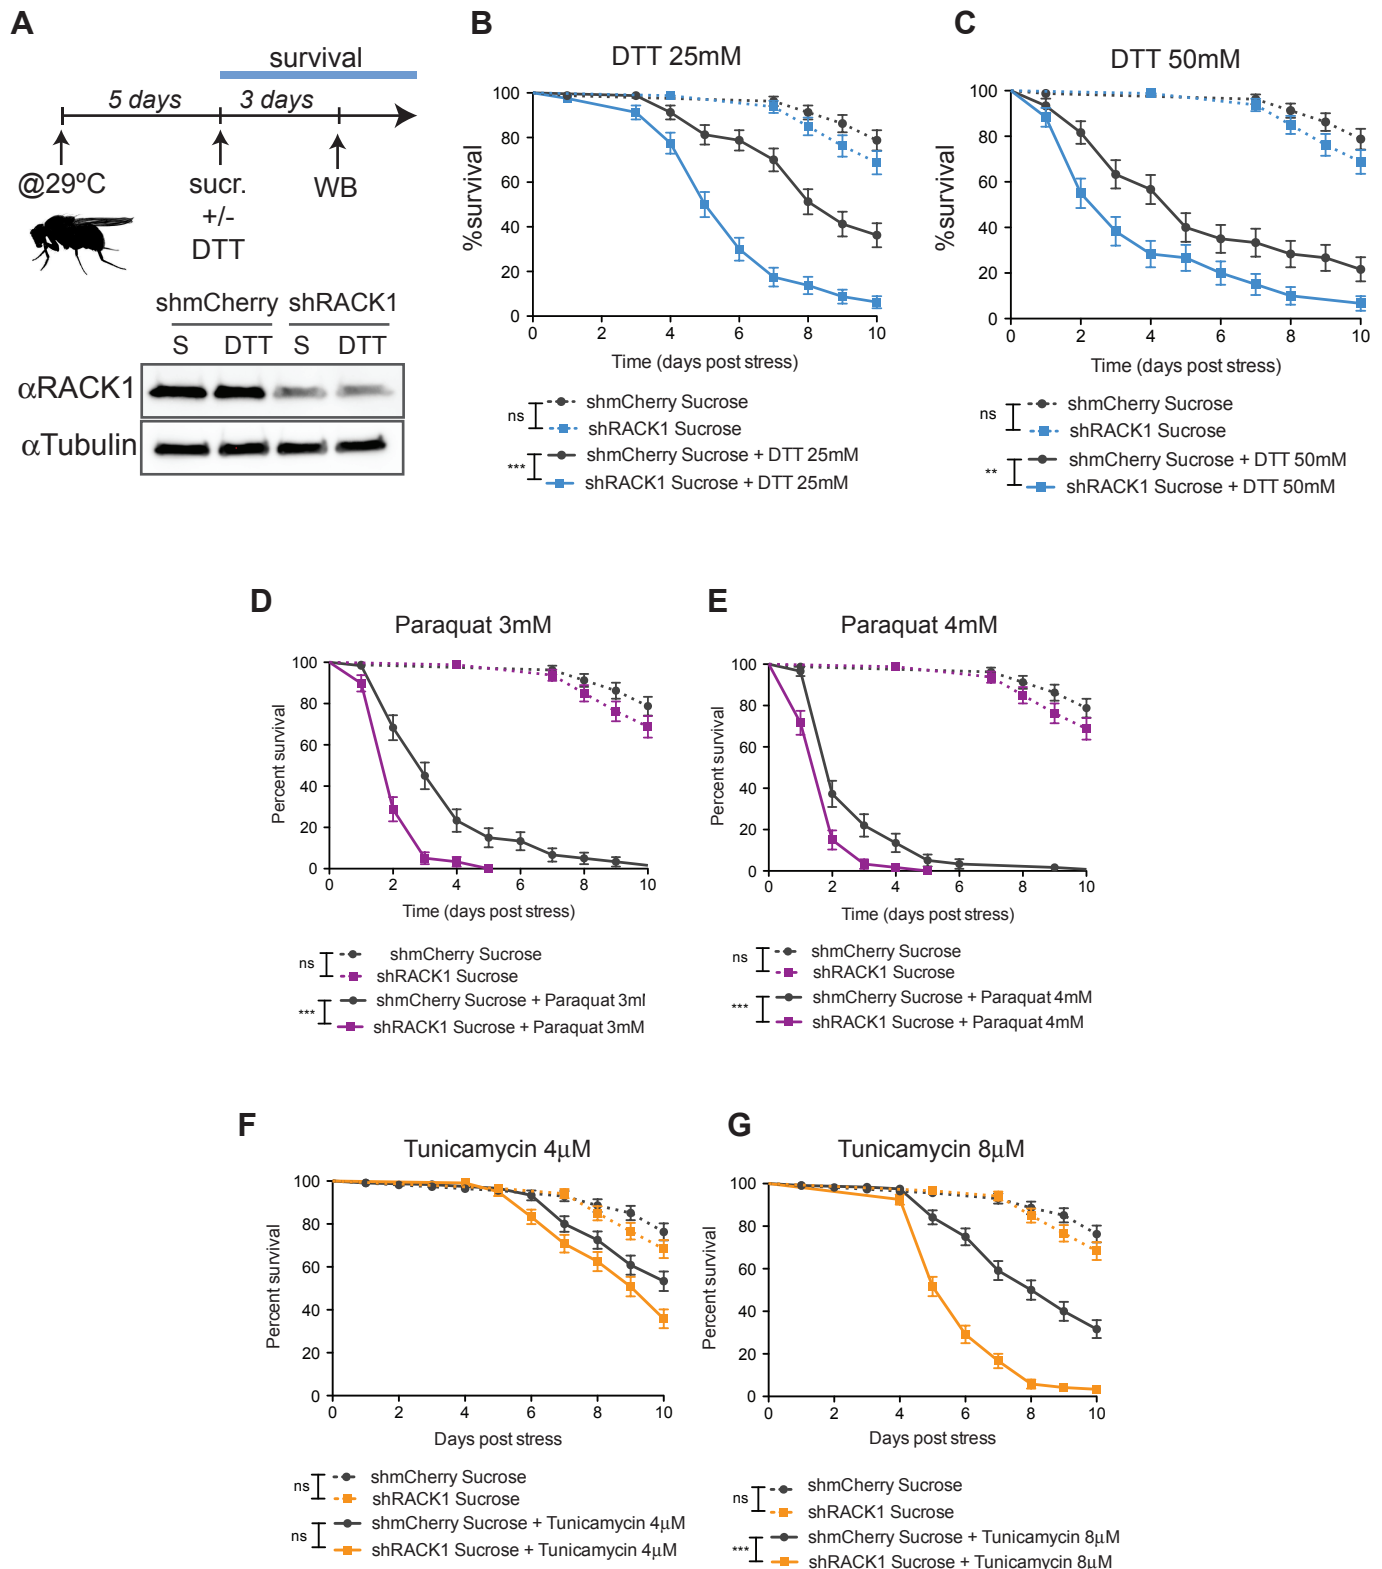 A
survival
5 days
3 days
@29ºC
sucr.
+/-
DTT
WB
shmCherry
shRACK1
S
DTT
S
DTT
αRACK1
αTubulin
B
DTT 25mM
%survival
100
80
60
40
20
0
0
2
4
6
8
10
Time (days post stress)
ns
shmCherry Sucrose
shRACK1 Sucrose
***
shmCherry Sucrose + DTT 25mM
shRACK1 Sucrose + DTT 25mM
C
DTT 50mM
%survival
100
80
60
40
20
0
0
2
4
6
8
10
Time (days post stress)
ns
shmCherry Sucrose
shRACK1 Sucrose
**
shmCherry Sucrose + DTT 50mM
shRACK1 Sucrose + DTT 50mM
D
Paraquat 3mM
Percent survival
100
80
60
40
20
0
0
2
4
6
8
10
Time (days post stress)
ns
shmCherry Sucrose
shRACK1 Sucrose
***
shmCherry Sucrose + Paraquat 3ml
shRACK1 Sucrose + Paraquat 3mM
E
Paraquat 4mM
Percent survival
100
80
60
40
20
0
0
2
4
6
8
10
Time (days post stress)
ns
shmCherry Sucrose
shRACK1 Sucrose
***
shmCherry Sucrose + Paraquat 4mM
shRACK1 Sucrose + Paraquat 4mM
F
Tunicamycin 4μM
Percent survival
100
80
60
40
20
0
0
2
4
6
8
10
Days post stress
ns
shmCherry Sucrose
shRACK1 Sucrose
ns
shmCherry Sucrose + Tunicamycin 4μM
shRACK1 Sucrose + Tunicamycin 4μM
G
Tunicamycin 8μM
Percent survival
100
80
60
40
20
0
0
2
4
6
8
10
Days post stress
ns
shmCherry Sucrose
shRACK1 Sucrose
***
shmCherry Sucrose + Tunicamycin 8μM
shRACK1 Sucrose + Tunicamycin 8μM